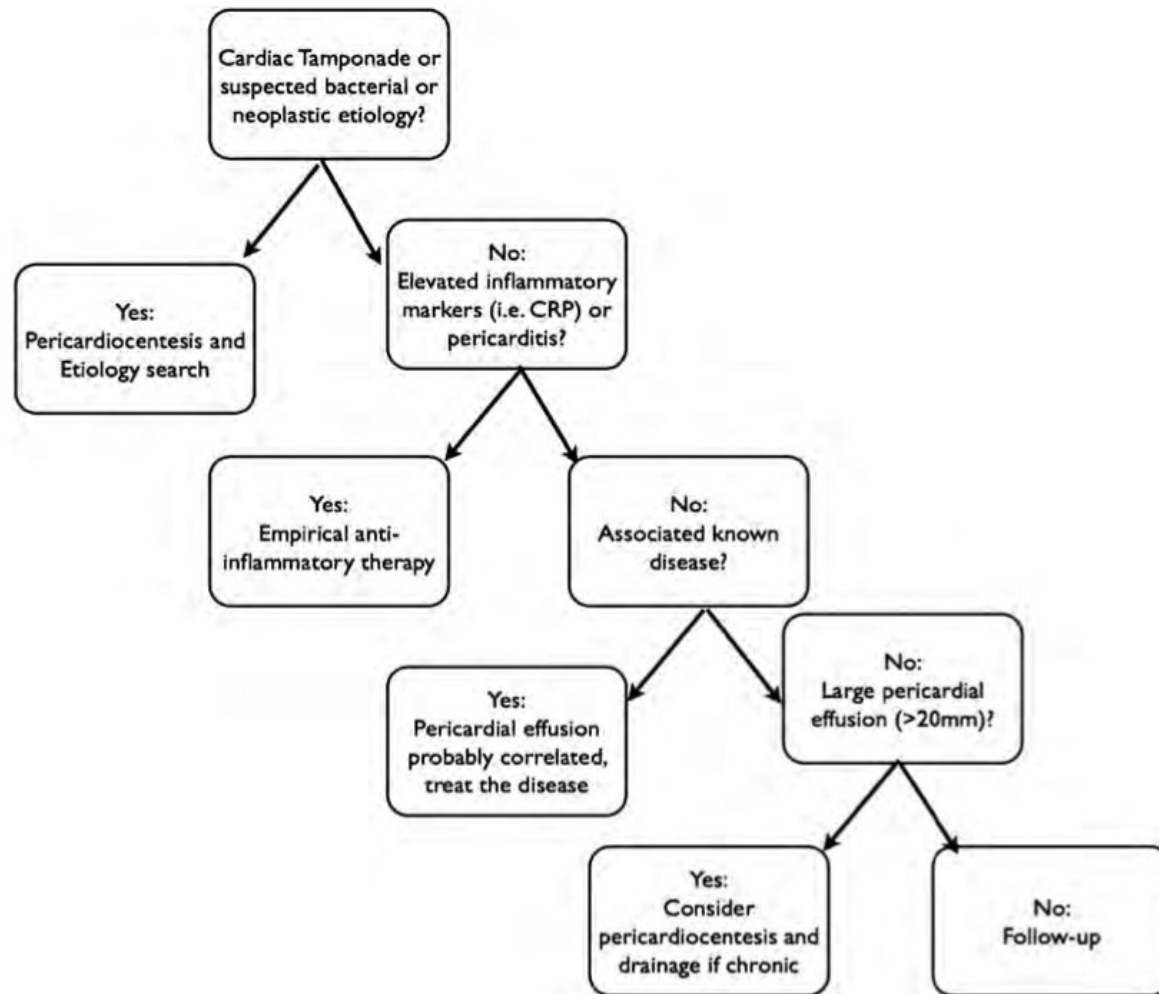 Cardiac Tamponade or
suspected bacterial or
neoplastic etiology?
Yes:
Pericardiocentesis and
Etiology search
No:
Elevated inflammatory
markers (i.e. CRP) or
pericarditis?
Yes:
Empirical anti-
inflammatory therapy
No:
Associated known
disease?
Yes:
Pericardial effusion
probably correlated,
treat the disease
No:
Large pericardial
effusion (>20mm)?
Yes:
Consider
pericardiocentesis and
drainage if chronic
No:
Follow-up